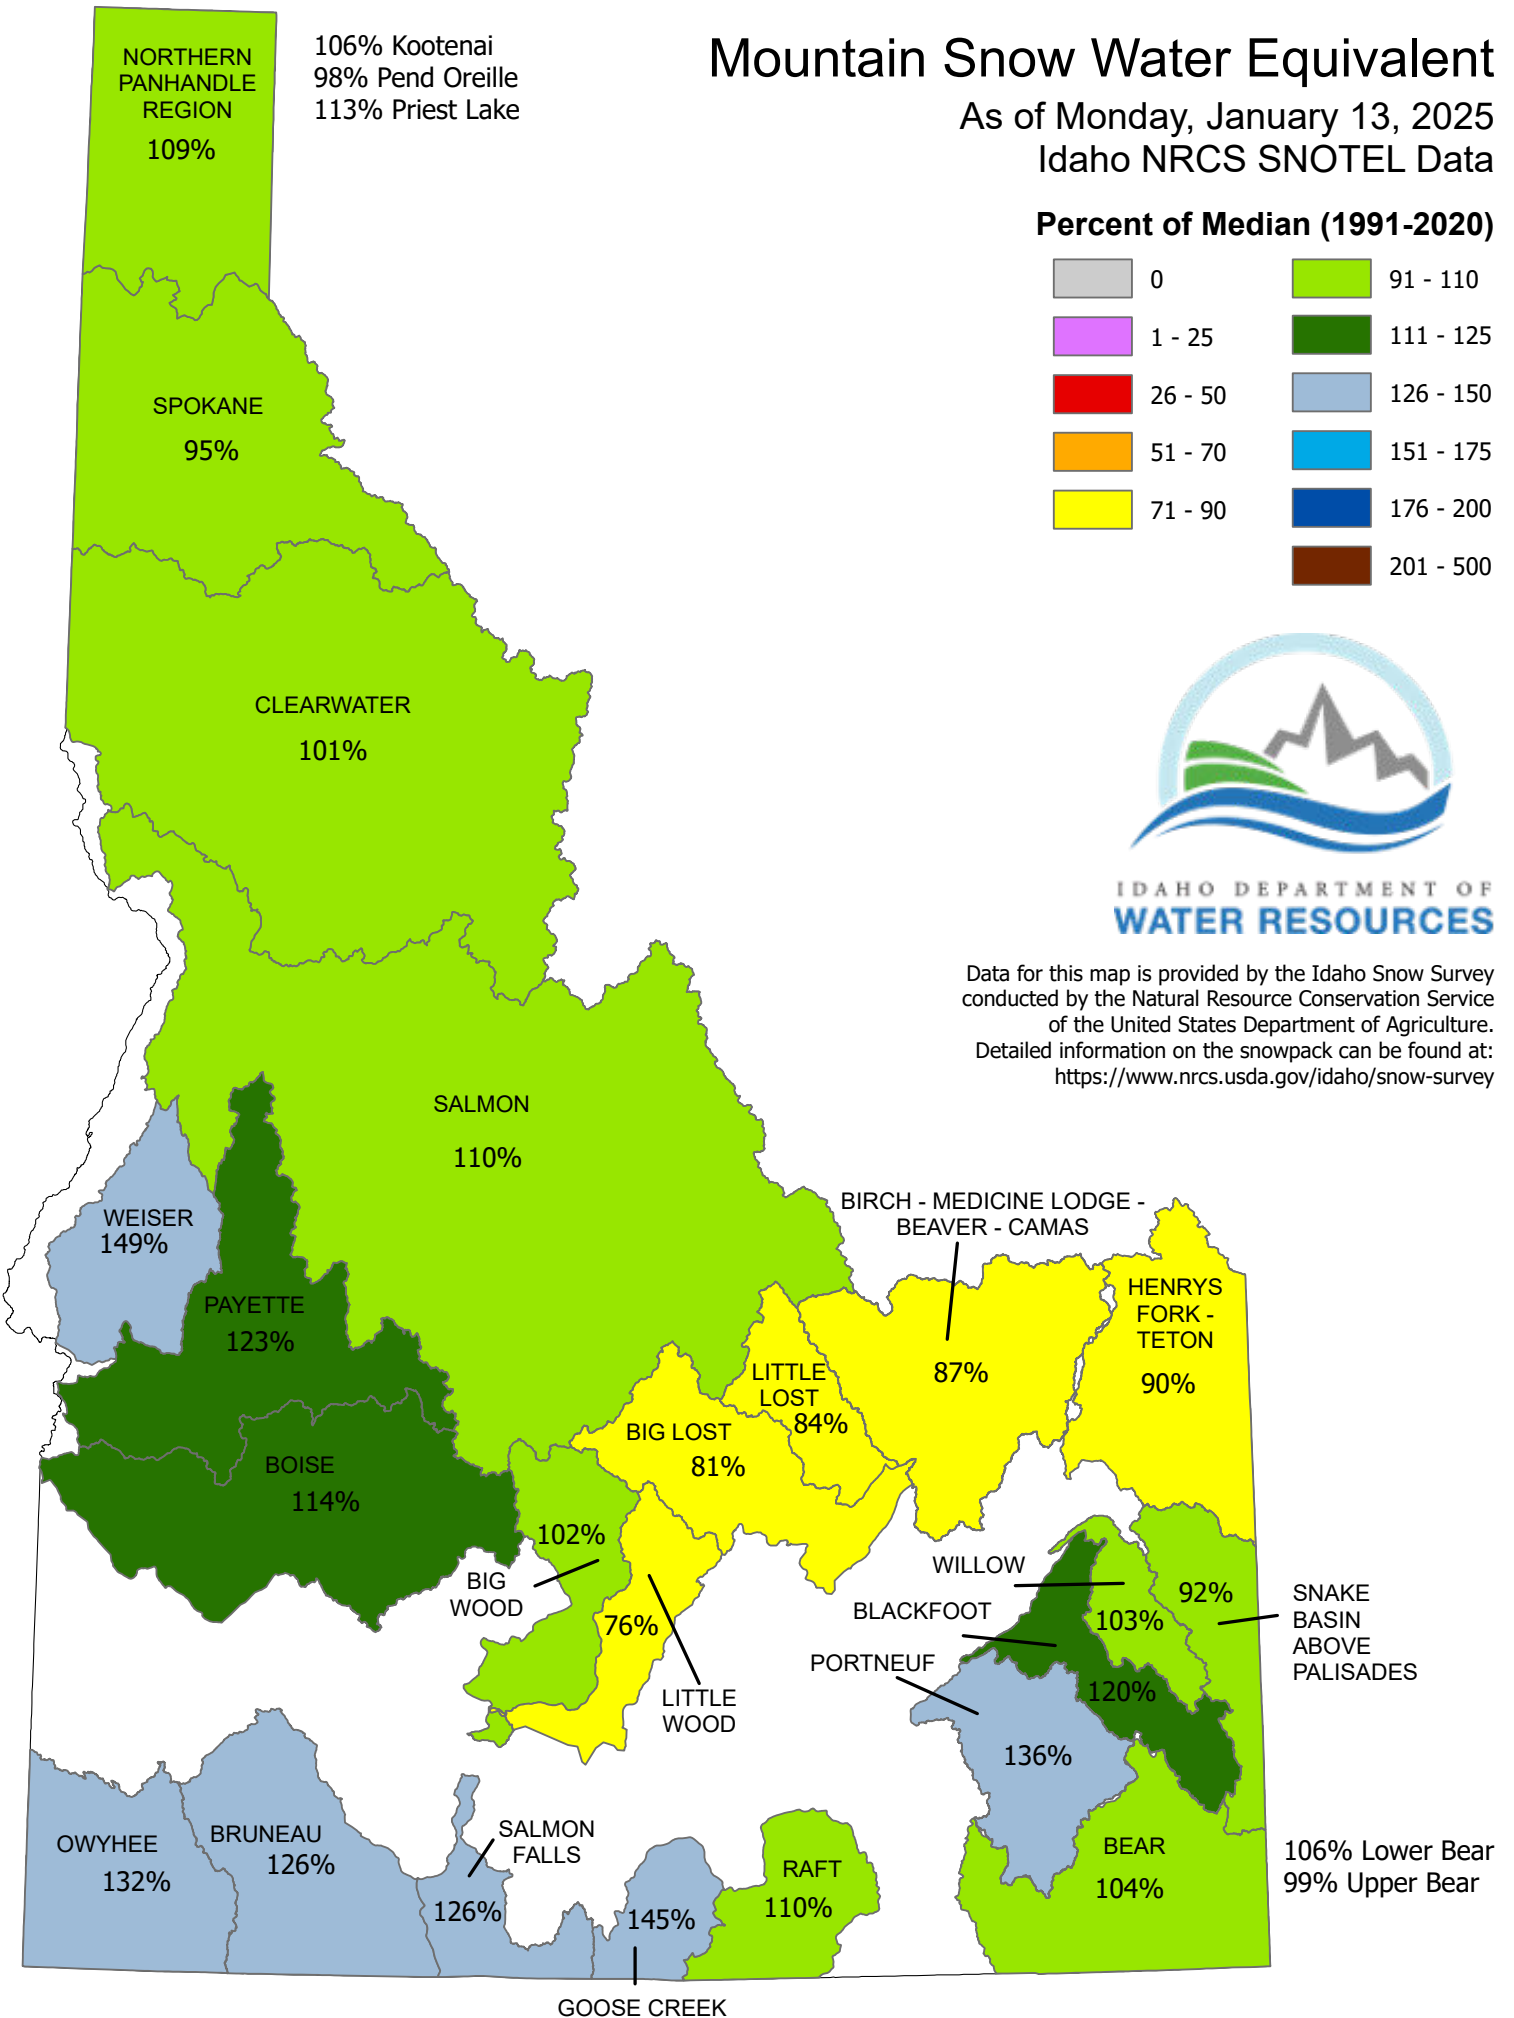 Mountain Snow Water Equivalent
As of Monday, January 13, 2025
Idaho NRCS SNOTEL Data
Percent of Median (1991-2020)
0
1 - 25
26 - 50
51 - 70
71 - 90
91 - 110
111 - 125
126 - 150
151 - 175
176 - 200
201 - 500
IDAHO DEPARTMENT OF
WATER RESOURCES
Data for this map is provided by the Idaho Snow Survey
conducted by the Natural Resource Conservation Service
of the United States Department of Agriculture.
Detailed information on the snowpack can be found at:
https://www.nrcs.usda.gov/idaho/snow-survey
NORTHERN
PANHANDLE
REGION
109%
106% Kootenai
98% Pend Oreille
113% Priest Lake
SPOKANE
95%
CLEARWATER
101%
SALMON
110%
WEISER
149%
PAYETTE
123%
BOISE
114%
BIRCH - MEDICINE LODGE -
BEAVER - CAMAS
87%
HENRYS
FORK -
TETON
90%
LITTLE
LOST
84%
BIG LOST
81%
102%
BIG
WOOD
76%
LITTLE
WOOD
WILLOW
103%
92%
SNAKE
BASIN
ABOVE
PALISADES
BLACKFOOT
120%
PORTNEUF
136%
OWYHEE
132%
BRUNEAU
126%
SALMON
FALLS
126%
145%
GOOSE CREEK
RAFT
110%
BEAR
104%
106% Lower Bear
99% Upper Bear